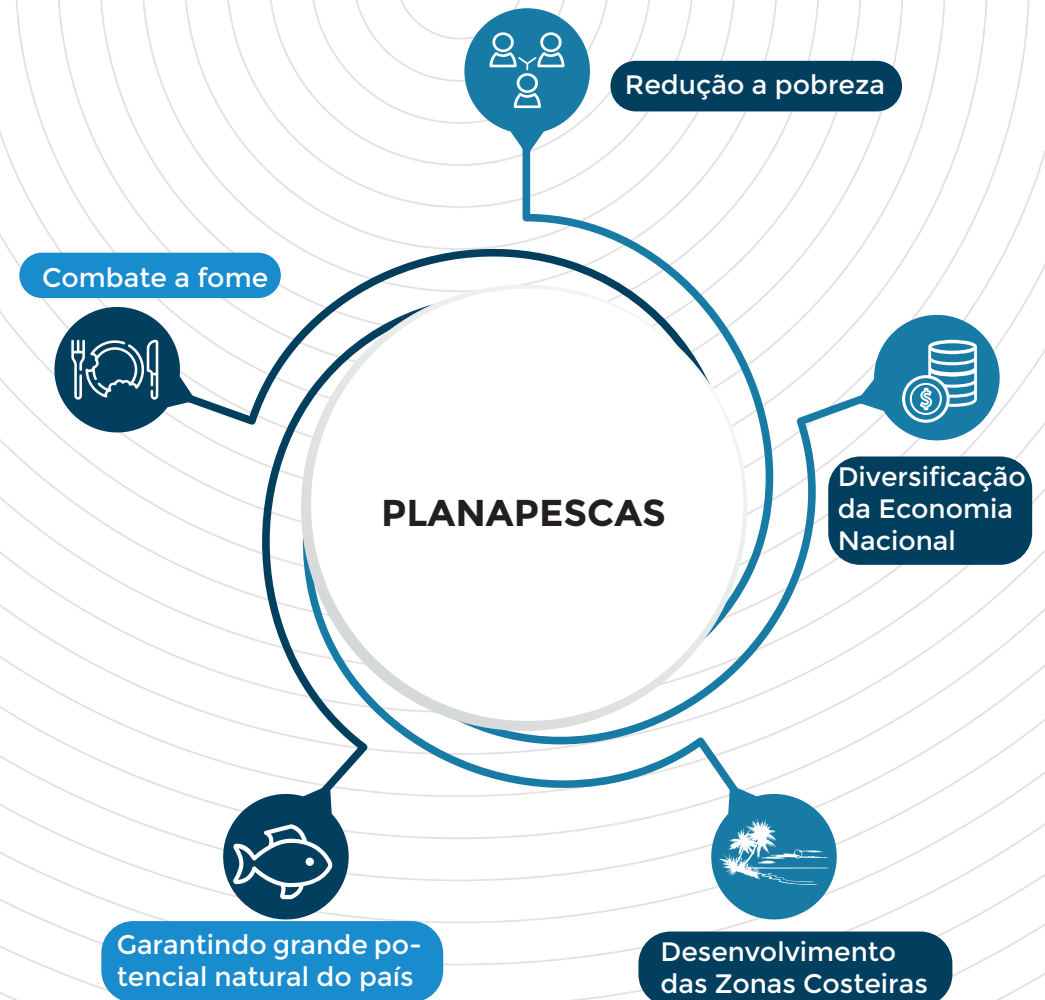 Redução a pobreza
Combate a fome
Diversificação
da Economia
Nacional
PLANAPESCAS
Garantindo grande po-
tencial natural do país
Desenvolvimento
das Zonas Costeiras